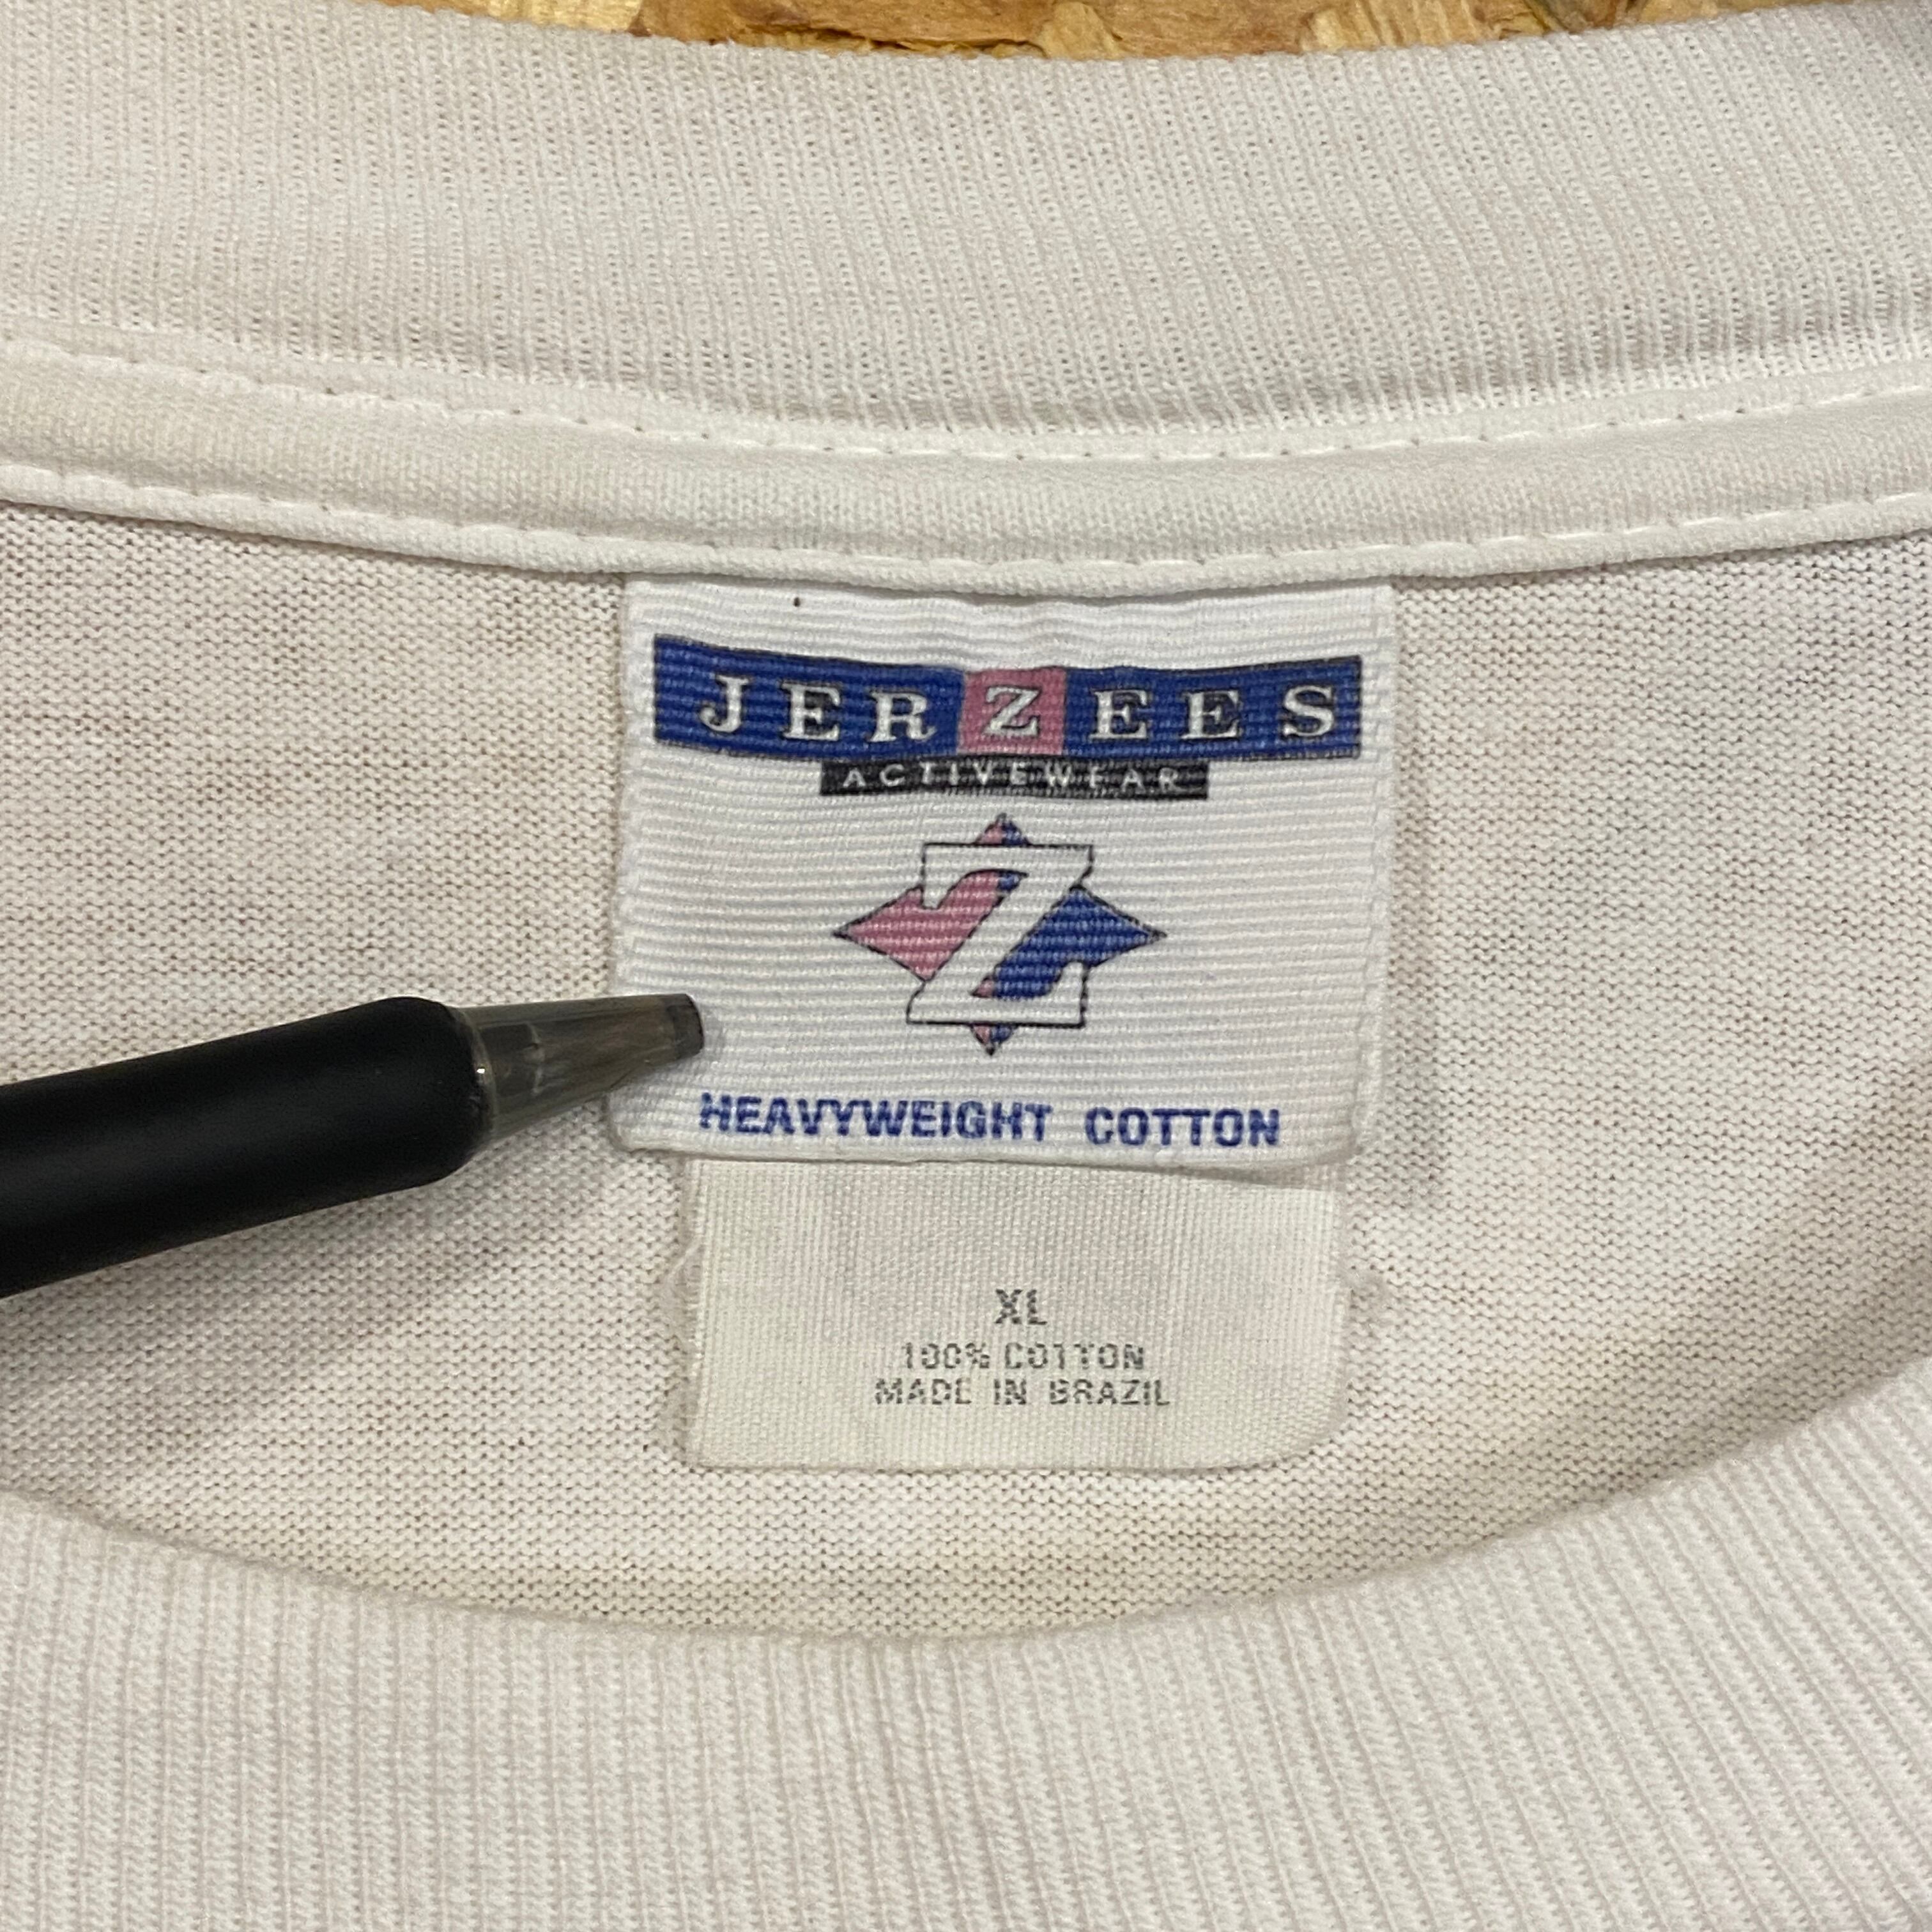 JERZEES
ACTIVEWEAR
Z
HEAVYWEIGHT COTTON
XL
100% COTTON
MADE IN BRAZIL